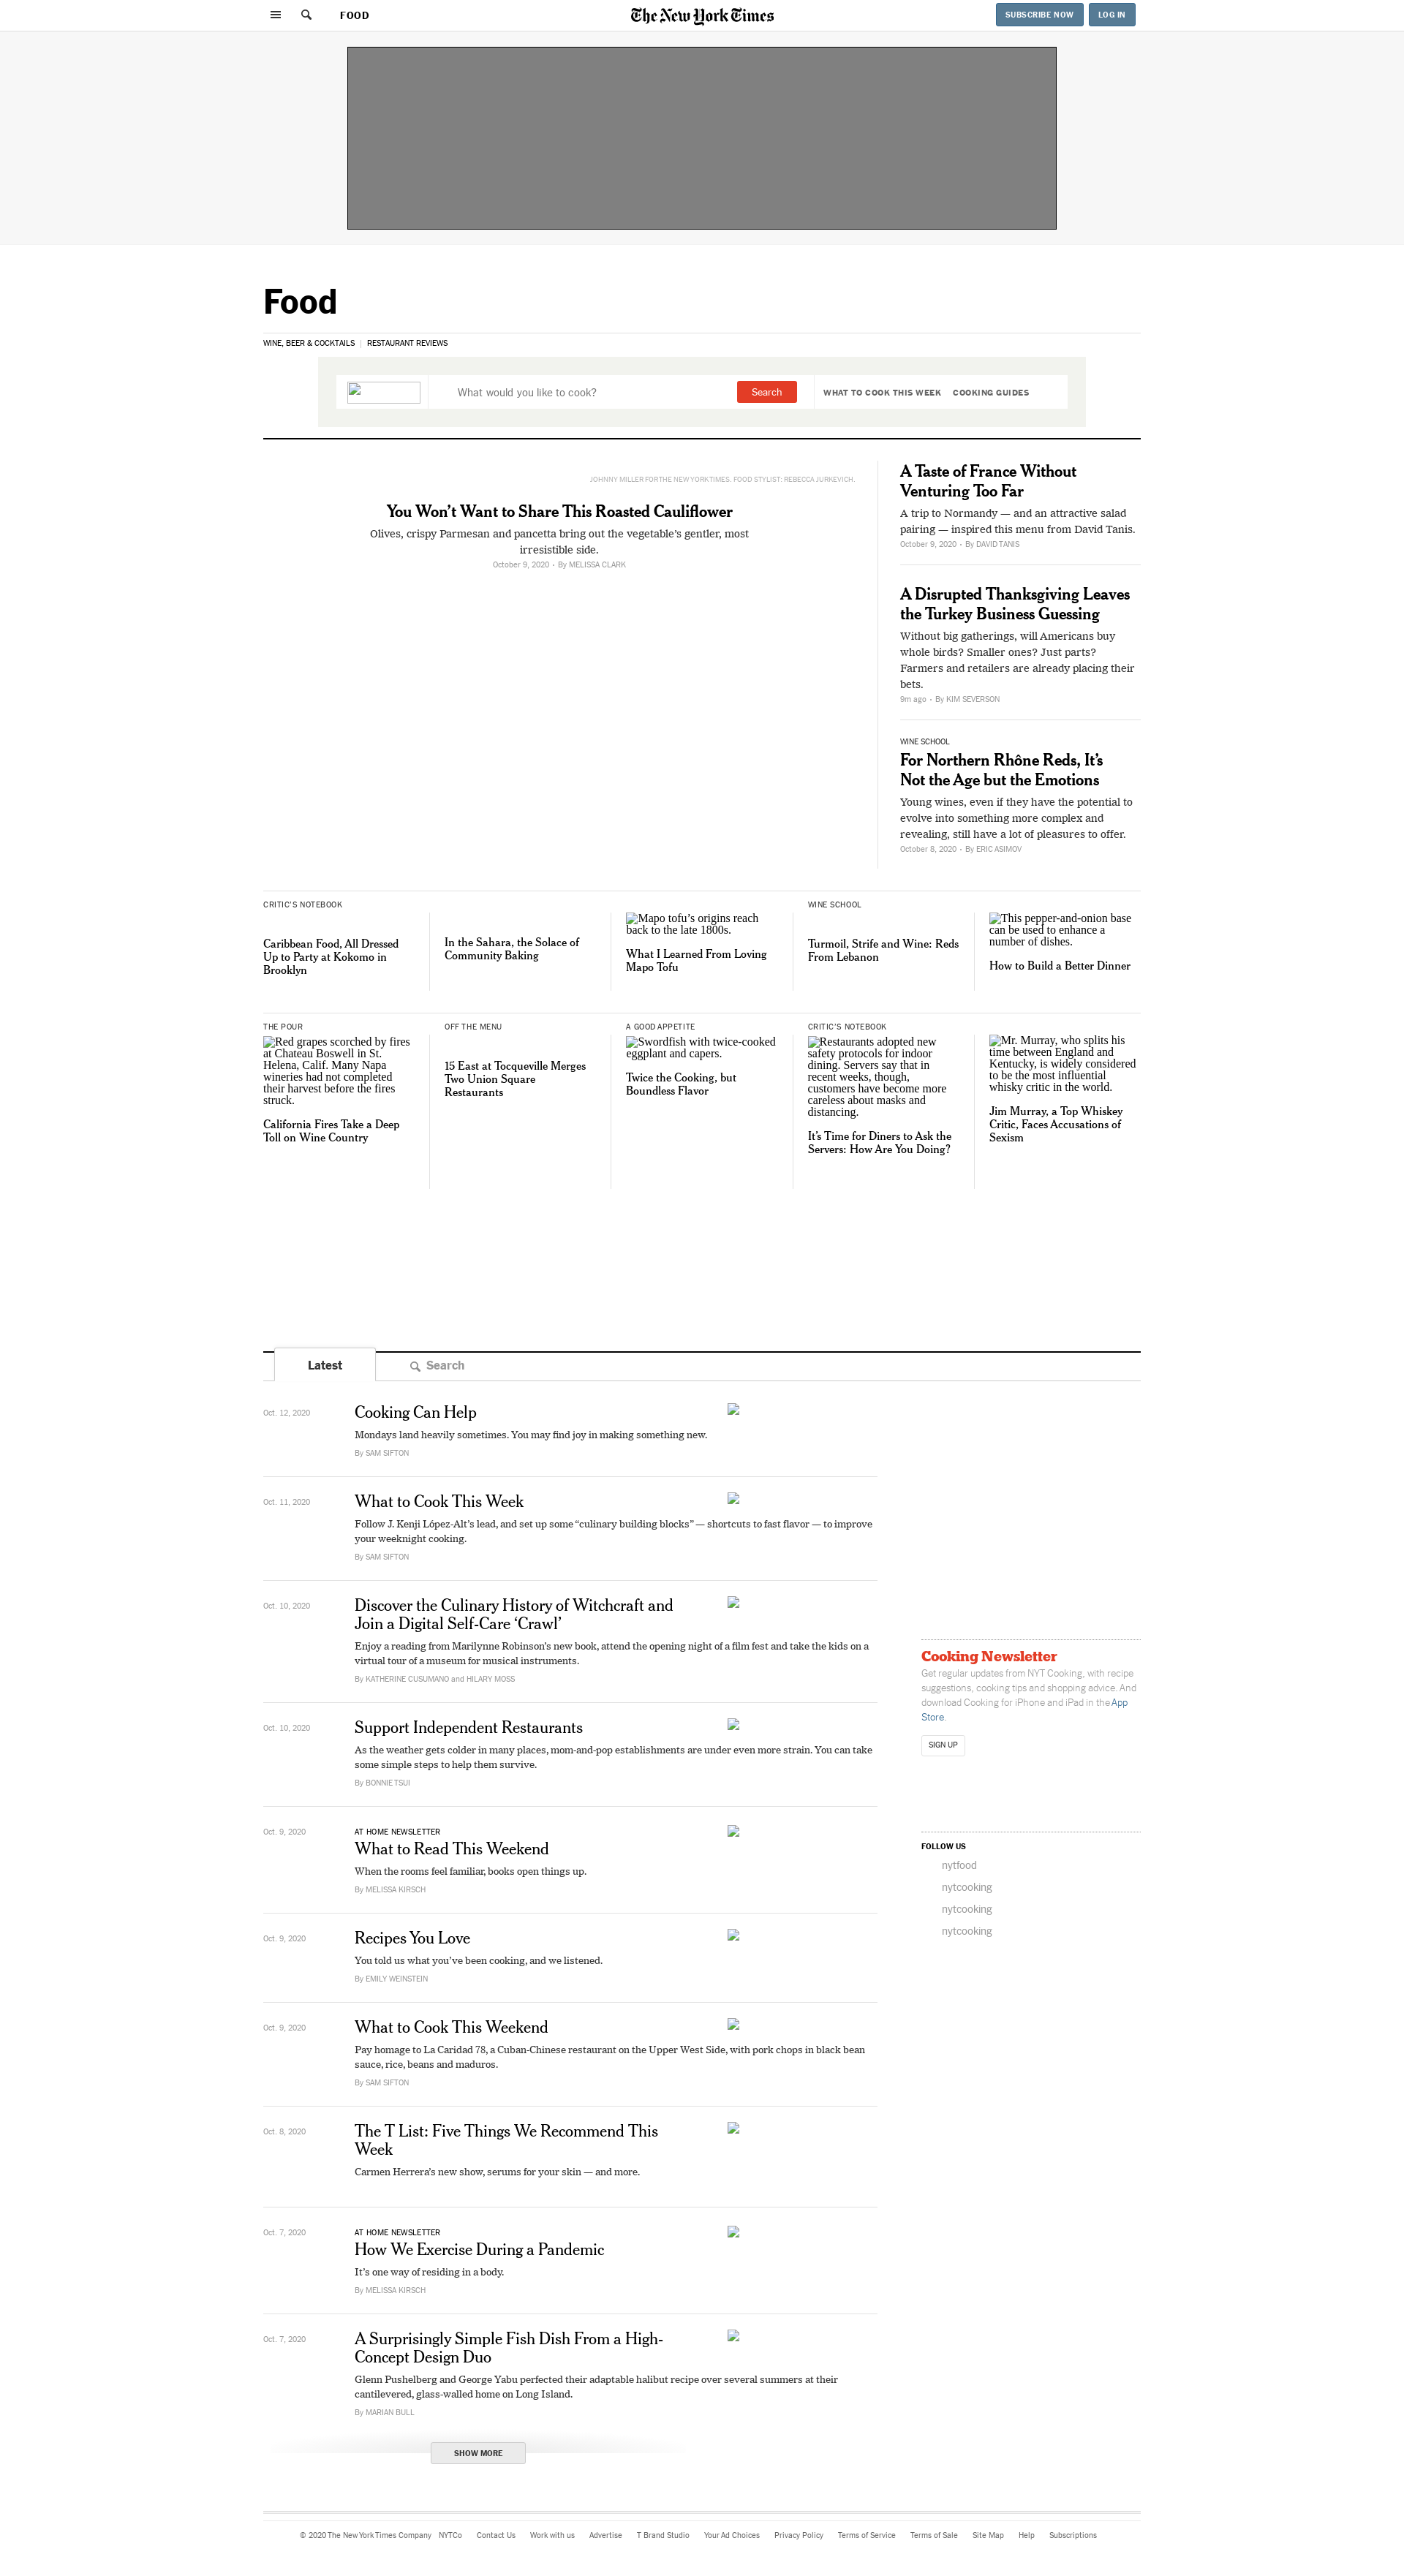 FOOD
The New York Times
SUBSCRIBE NOW
LOG IN
Food
WINE, BEER & COCKTAILS | RESTAURANT REVIEWS
What would you like to cook?
Search
WHAT TO COOK THIS WEEK
COOKING GUIDES
JOHNNY MILLER FOR THE NEW YORK TIMES. FOOD STYLIST: REBECCA JURKEVICH.
You Won’t Want to Share This Roasted Cauliflower
Olives, crispy Parmesan and pancetta bring out the vegetable’s gentler, most
irresistible side.
October 9, 2020 • By MELISSA CLARK
A Taste of France Without
Venturing Too Far
A trip to Normandy — and an attractive salad
pairing — inspired this menu from David Tanis.
October 9, 2020 • By DAVID TANIS
A Disrupted Thanksgiving Leaves
the Turkey Business Guessing
Without big gatherings, will Americans buy
whole birds? Smaller ones? Just parts?
Farmers and retailers are already placing their
bets.
9m ago • By KIM SEVERSON
WINE SCHOOL
For Northern Rhône Reds, It’s
Not the Age but the Emotions
Young wines, even if they have the potential to
evolve into something more complex and
revealing, still have a lot of pleasures to offer.
October 8, 2020 • By ERIC ASIMOV
CRITIC’S NOTEBOOK
Caribbean Food, All Dressed
Up to Party at Kokomo in
Brooklyn
In the Sahara, the Solace of
Community Baking
Mapo tofu’s origins reach
back to the late 1800s.
What I Learned From Loving
Mapo Tofu
WINE SCHOOL
Turmoil, Strife and Wine: Reds
From Lebanon
This pepper-and-onion base
can be used to enhance a
number of dishes.
How to Build a Better Dinner
THE POUR
Red grapes scorched by fires
at Chateau Boswell in St.
Helena, Calif. Many Napa
wineries had not completed
their harvest before the fires
struck.
California Fires Take a Deep
Toll on Wine Country
OFF THE MENU
15 East at Tocqueville Merges
Two Union Square
Restaurants
A GOOD APPETITE
Swordfish with twice-cooked
eggplant and capers.
Twice the Cooking, but
Boundless Flavor
CRITIC’S NOTEBOOK
Restaurants adopted new
safety protocols for indoor
dining. Servers say that in
recent weeks, though,
customers have become more
careless about masks and
distancing.
It’s Time for Diners to Ask the
Servers: How Are You Doing?
Mr. Murray, who splits his
time between England and
Kentucky, is widely considered
to be the most influential
whisky critic in the world.
Jim Murray, a Top Whiskey
Critic, Faces Accusations of
Sexism
Latest
Search
Oct. 12, 2020
Cooking Can Help
Mondays land heavily sometimes. You may find joy in making something new.
By SAM SIFTON
Oct. 11, 2020
What to Cook This Week
Follow J. Kenji López-Alt’s lead, and set up some “culinary building blocks” — shortcuts to fast flavor — to improve
your weeknight cooking.
By SAM SIFTON
Oct. 10, 2020
Discover the Culinary History of Witchcraft and
Join a Digital Self-Care ‘Crawl’
Enjoy a reading from Marilynne Robinson’s new book, attend the opening night of a film fest and take the kids on a
virtual tour of a museum for musical instruments.
By KATHERINE CUSUMANO and HILARY MOSS
Oct. 10, 2020
Support Independent Restaurants
As the weather gets colder in many places, mom-and-pop establishments are under even more strain. You can take
some simple steps to help them survive.
By BONNIE TSUI
Oct. 9, 2020
AT HOME NEWSLETTER
What to Read This Weekend
When the rooms feel familiar, books open things up.
By MELISSA KIRSCH
Oct. 9, 2020
Recipes You Love
You told us what you’ve been cooking, and we listened.
By EMILY WEINSTEIN
Oct. 9, 2020
What to Cook This Weekend
Pay homage to La Caridad 78, a Cuban-Chinese restaurant on the Upper West Side, with pork chops in black bean
sauce, rice, beans and maduros.
By SAM SIFTON
Oct. 8, 2020
The T List: Five Things We Recommend This
Week
Carmen Herrera’s new show, serums for your skin — and more.
Oct. 7, 2020
AT HOME NEWSLETTER
How We Exercise During a Pandemic
It’s one way of residing in a body.
By MELISSA KIRSCH
Oct. 7, 2020
A Surprisingly Simple Fish Dish From a High-
Concept Design Duo
Glenn Pushelberg and George Yabu perfected their adaptable halibut recipe over several summers at their
cantilevered, glass-walled home on Long Island.
By MARIAN BULL
SHOW MORE
Cooking Newsletter
Get regular updates from NYT Cooking, with recipe
suggestions, cooking tips and shopping advice. And
download Cooking for iPhone and iPad in the App
Store.
SIGN UP
FOLLOW US
nytfood
nytcooking
nytcooking
nytcooking
© 2020 The New York Times Company NYTCo Contact Us Work with us Advertise T Brand Studio Your Ad Choices Privacy Policy Terms of Service Terms of Sale Site Map Help Subscriptions